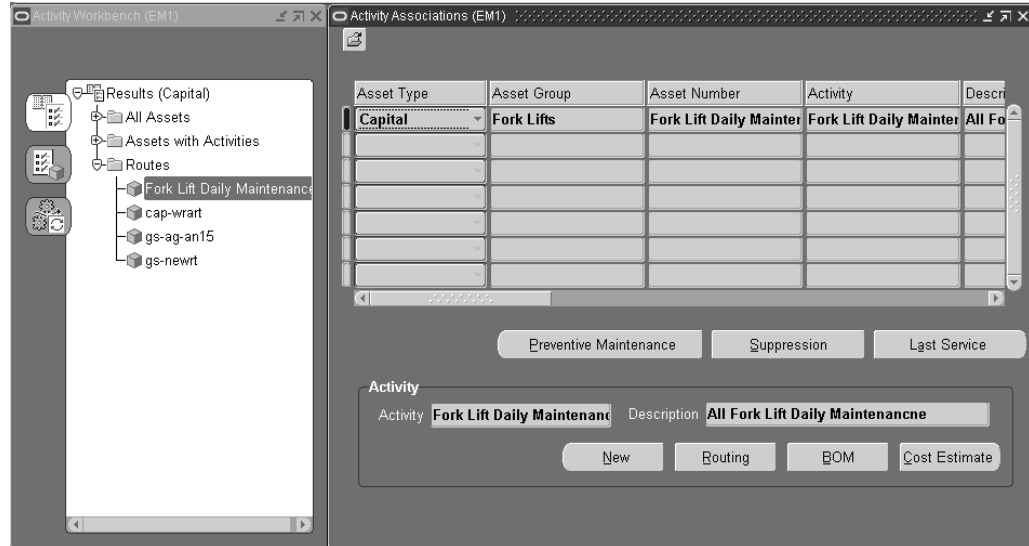 Activity Workbench (EM1)
Activity Associations (EM1)
Results (Capital)
All Assets
Assets with Activities
Routes
Fork Lift Daily Maintenance
cap-wrart
gs-ag-an15
gs-newrt
Asset Type Asset Group Asset Number Activity Descri
Capital Fork Lifts Fork Lift Daily Mainter Fork Lift Daily Mainter All Fo
Preventive Maintenance Suppression Last Service
Activity
Activity Fork Lift Daily Maintenanc Description All Fork Lift Daily Maintenancne
New Routing BOM Cost Estimate